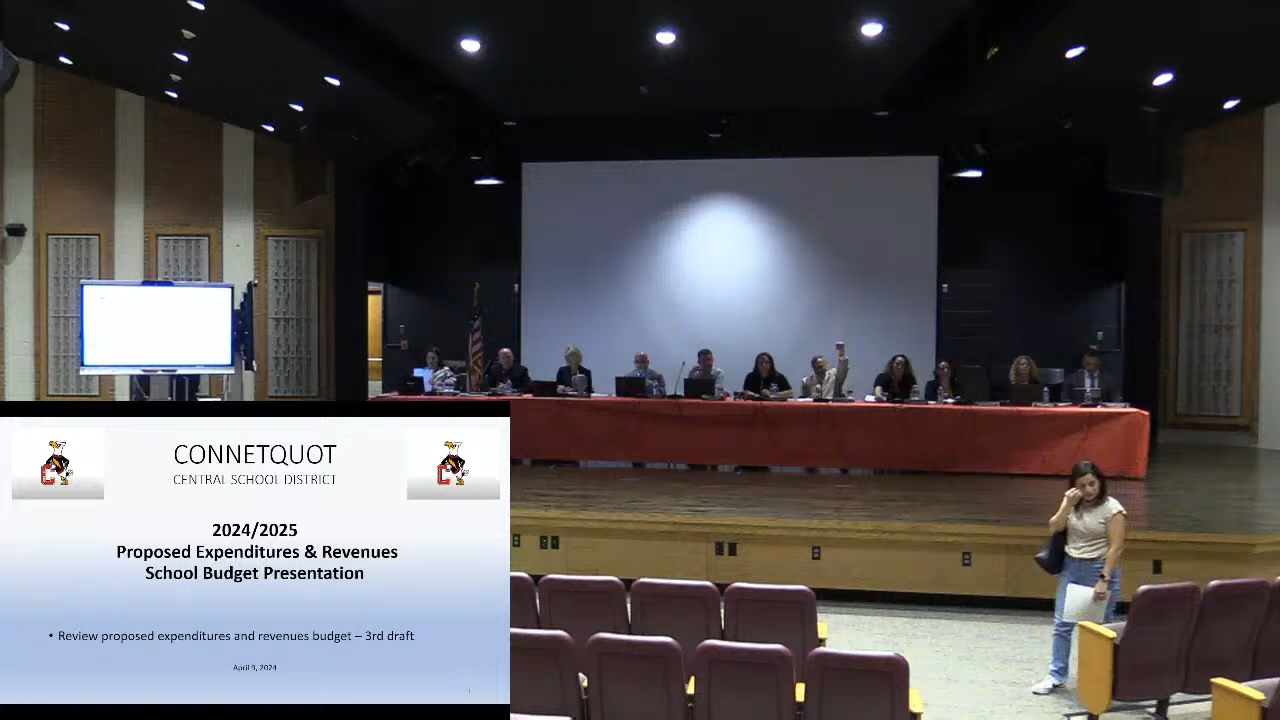 CONNETQUOT
CENTRAL SCHOOL DISTRICT
2024/2025
Proposed Expenditures & Revenues
School Budget Presentation
• Review proposed expenditures and revenues budget – 3rd draft
April 9, 2024